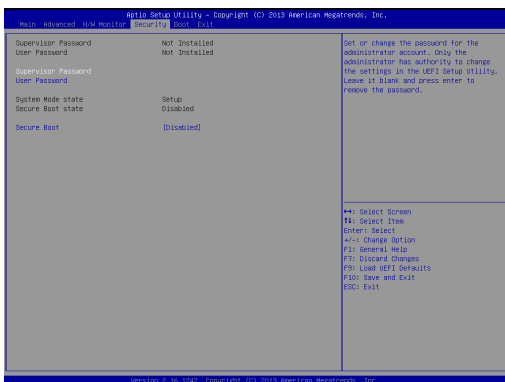 Aptio Setup Utility – Copyright (C) 2013 American Megatrends, Inc.
Main Advanced H/W Monitor Security Boot Exit
Supervisor Password Not Installed
User Password Not Installed
Supervisor Password
User Password
System Mode state Setup
Secure Boot state Disabled
Secure Boot [Disabled]
Set or change the password for the
administrator account. Only the
administrator has authority to change
the settings in the UEFI Setup Utility.
Leave it blank and press enter to
remove the password.
↔: Select Screen
↑↓: Select Item
Enter: Select
+/-: Change Option
F1: General Help
F7: Discard Changes
F9: Load UEFI Defaults
F10: Save and Exit
ESC: Exit
Version 2.16.1242. Copyright (C) 2013 American Megatrends, Inc.